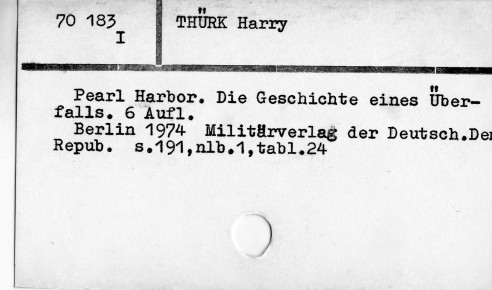 70 183
I
THÜRK Harry
Pearl Harbor. Die Geschichte eines Über-
falls. 6 Aufl.
Berlin 1974 Militärverlag der Deutsch.De
Repub. s.191,nlb.1,tabl.24